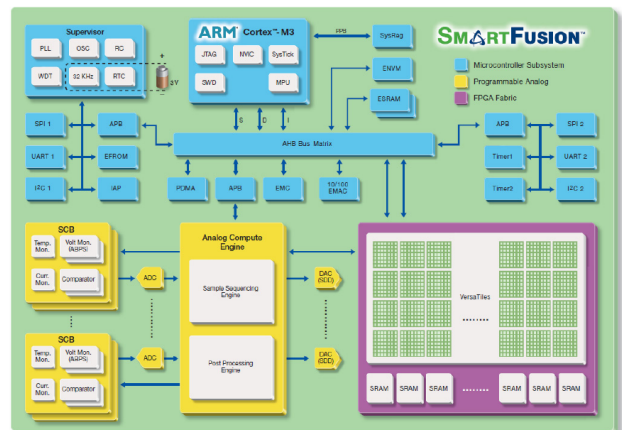 Supervisor
PLL
OSC
RC
WDT
32 KHz
RTC
+
3V
−
ARM® Cortex™-M3
JTAG
NVIC
SysTick
SWD
MPU
PPB
SysReg
ENVM
ESRAM
SMARTFUSION™
Microcontroller Subsystem
Programmable Analog
FPGA Fabric
S
D
I
AHB Bus Matrix
SPI 1
APB
UART 1
EFROM
I2C 1
IAP
PDMA
APB
EMC
10/100
EMAC
APB
SPI 2
Timer1
UART 2
Timer2
I2C 2
SCB
Temp.
Mon.
Volt Mon.
(ABPS)
Curr.
Mon.
Comparator
ADC
SCB
Temp.
Mon.
Volt Mon.
(ABPS)
Curr.
Mon.
Comparator
ADC
Analog Compute
Engine
Sample Sequencing
Engine
Post Processing
Engine
DAC
(SDD)
DAC
(SDD)
VersaTiles
........
SRAM
SRAM
SRAM
........
SRAM
SRAM
SRAM